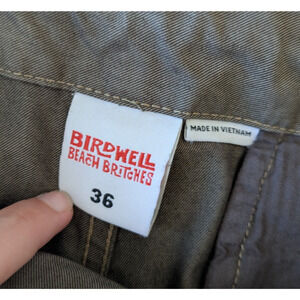 BIRDWELL
BEACH BRITCHES
36
MADE IN VIETNAM